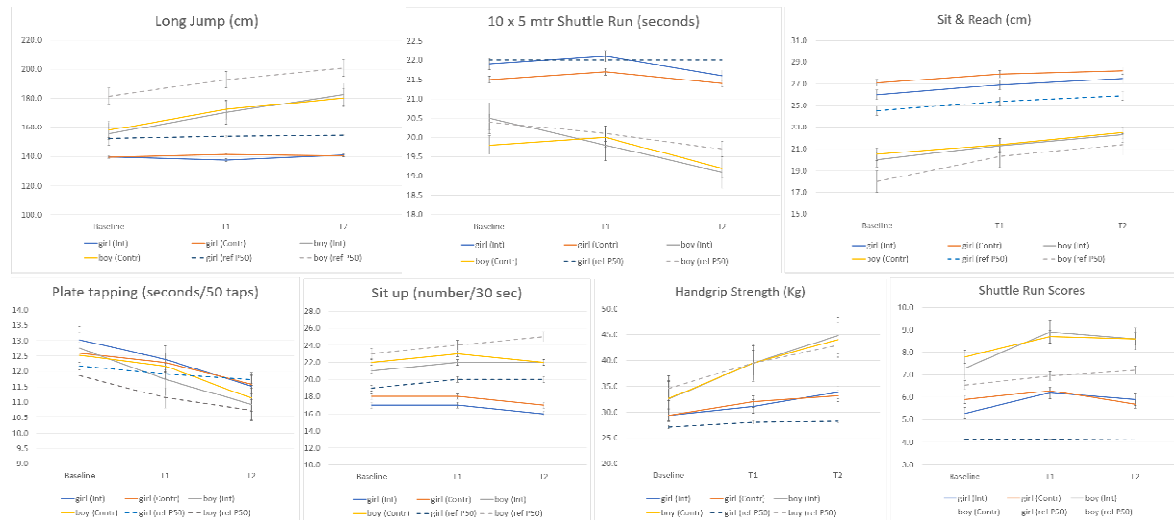 Long Jump (cm)
220.0
200.0
180.0
160.0
140.0
120.0
100.0
Baseline T1 T2
girl (Int) girl (Contr) boy (Int)
boy (Contr) girl (ref P50) boy (ref P50)
10 x 5 mtr Shuttle Run (seconds)
22.5
22.0
21.5
21.0
20.5
20.0
19.5
19.0
18.5
18.0
Baseline T1 T2
girl (Int) girl (Contr) boy (Int)
boy (Contr) girl (ref P50) boy (ref P50)
Sit & Reach (cm)
31.0
29.0
27.0
25.0
23.0
21.0
19.0
17.0
15.0
Baseline T1 T2
girl (Int) girl (Contr) boy (Int)
boy (Contr) girl (ref P50) boy (ref P50)
Plate tapping (seconds/50 taps)
14.0
13.5
13.0
12.5
12.0
11.5
11.0
10.5
10.0
9.5
9.0
Baseline T1 T2
girl (Int) girl (Contr) boy (Int)
boy (Contr) girl (ref P50) boy (ref P50)
Sit up (number/30 sec)
28.0
26.0
24.0
22.0
20.0
18.0
16.0
14.0
12.0
10.0
Baseline T1 T2
girl (Int) girl (Contr) boy (Int)
boy (Contr) girl (ref P50) boy (ref P50)
Handgrip Strength (Kg)
50.0
45.0
40.0
35.0
30.0
25.0
20.0
Baseline T1 T2
girl (Int) girl (Contr) boy (Int)
boy (Contr) girl (ref P50) boy (ref P50)
Shuttle Run Scores
10.0
9.0
8.0
7.0
6.0
5.0
4.0
3.0
Baseline T1 T2
girl (Int) girl (Contr) boy (Int)
boy (Contr) girl (ref P50) boy (ref P50)